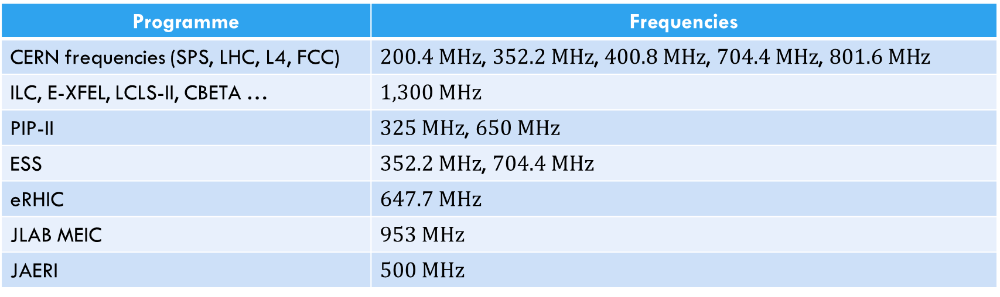 Programme Frequencies
CERN frequencies (SPS, LHC, L4, FCC) 200.4 MHz, 352.2 MHz, 400.8 MHz, 704.4 MHz, 801.6 MHz
ILC, E-XFEL, LCLS-II, CBETA … 1,300 MHz
PIP-II 325 MHz, 650 MHz
ESS 352.2 MHz, 704.4 MHz
eRHIC 647.7 MHz
JLAB MEIC 953 MHz
JAERI 500 MHz